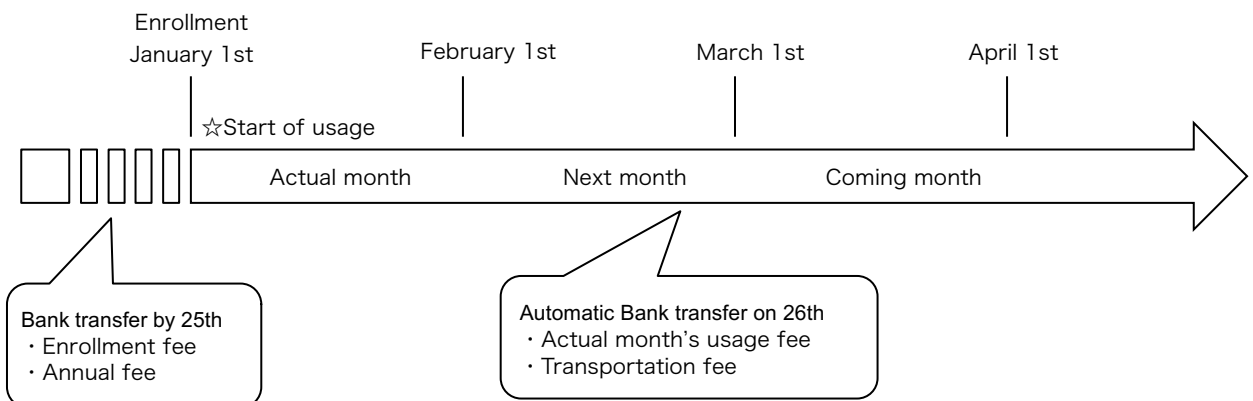 Enrollment
January 1st
February 1st
March 1st
April 1st
☆Start of usage
Actual month
Next month
Coming month
Bank transfer by 25th
・Enrollment fee
・Annual fee
Automatic Bank transfer on 26th
・Actual month's usage fee
・Transportation fee